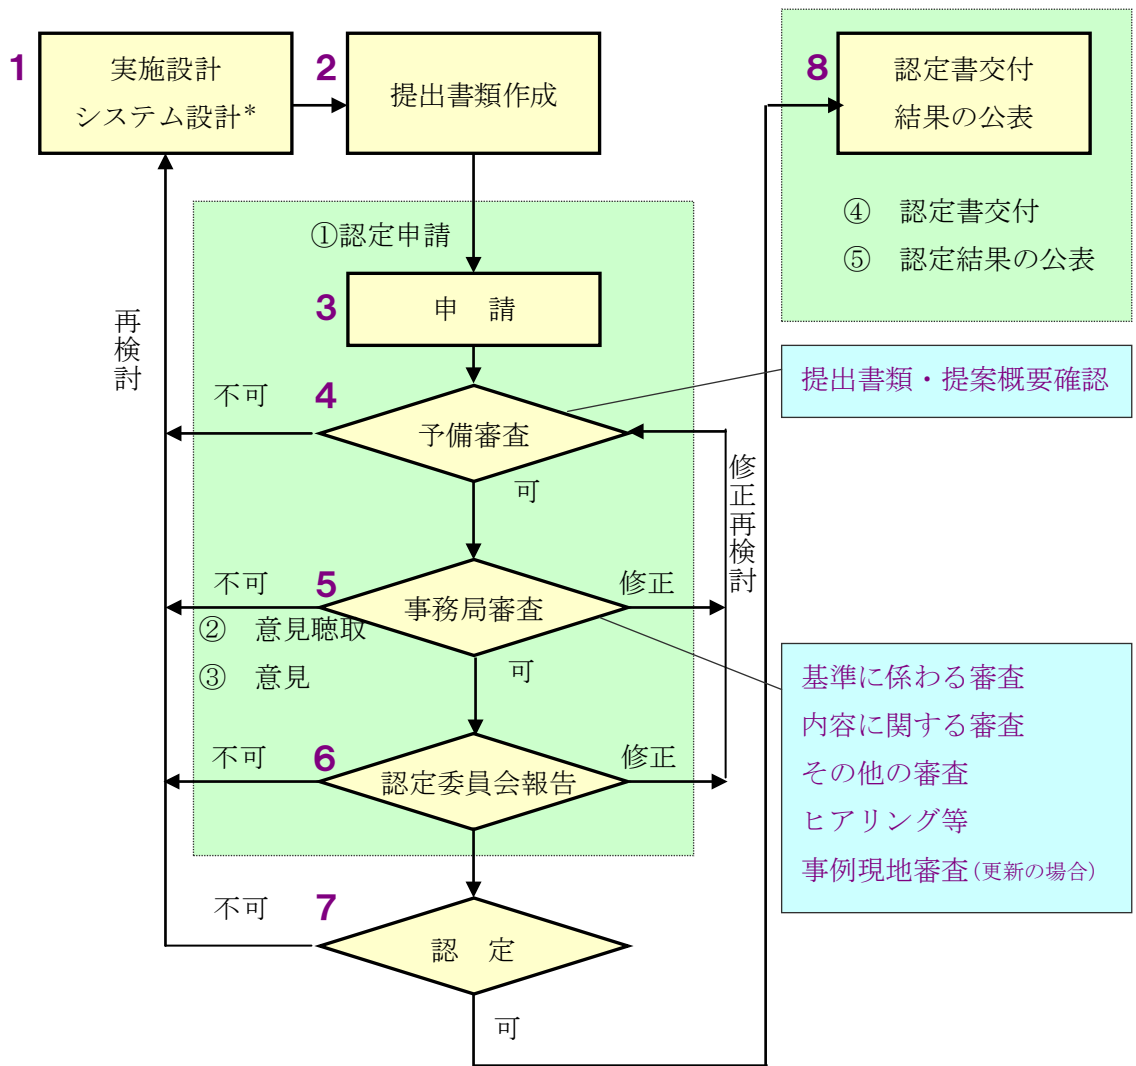 1
実施設計
システム設計*
2
提出書類作成
8
認定書交付
結果の公表
④　認定書交付
⑤　認定結果の公表
①認定申請
3
申　請
再検討
不可
4
予備審査
提出書類・提案概要確認
可
修正再検討
不可
5
事務局審査
修正
②　意見聴取
③　意見
可
基準に係わる審査
内容に関する審査
その他の審査
ヒアリング等
事例現地審査(更新の場合)
不可
6
認定委員会報告
修正
不可
7
認　定
可